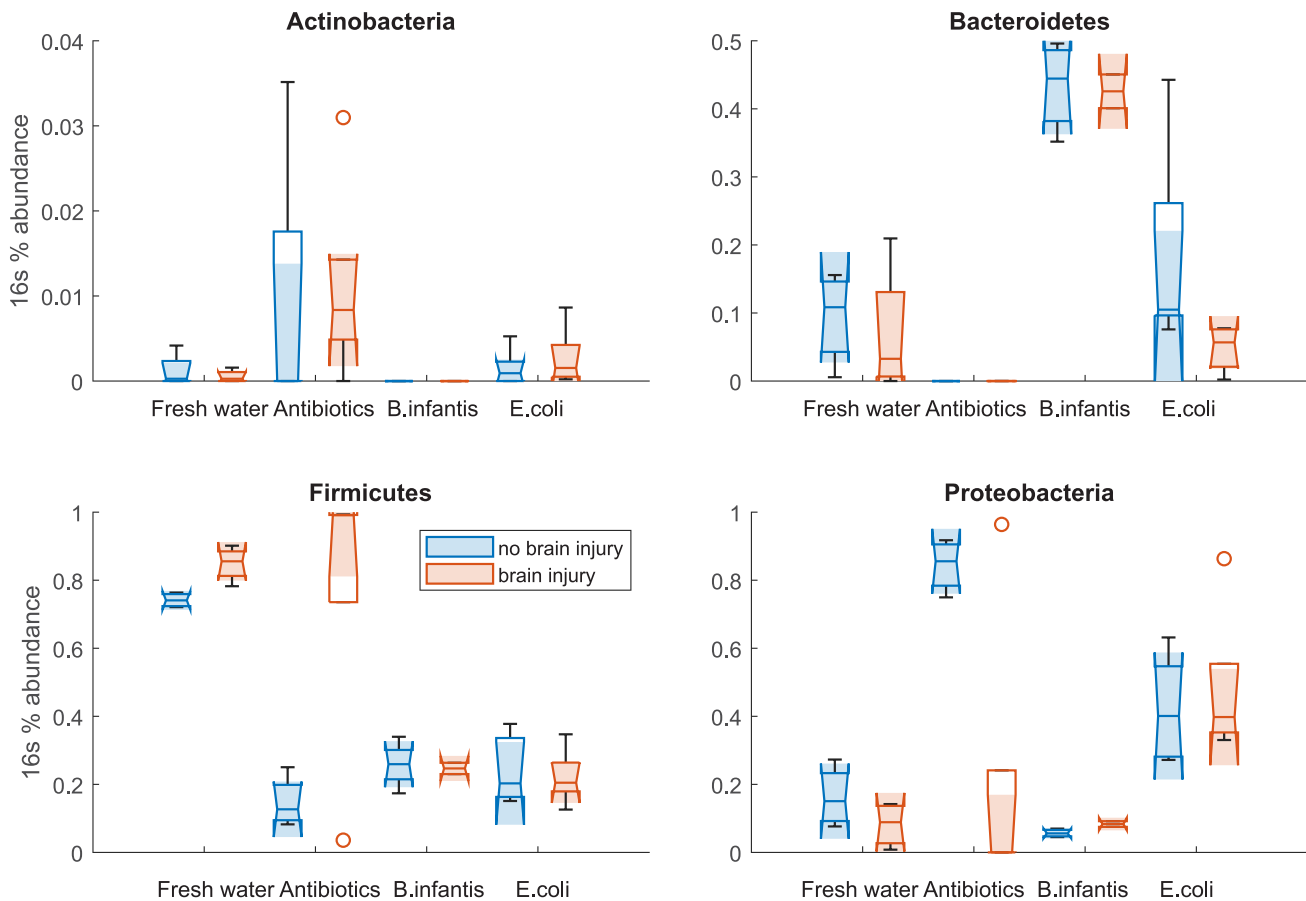 Actinobacteria
16s % abundance
0.04
0.03
0.02
0.01
0
Fresh water Antibiotics B.infantis E.coli
Bacteroidetes
0.5
0.4
0.3
0.2
0.1
0
Fresh water Antibiotics B.infantis E.coli
Firmicutes
16s % abundance
1
0.8
0.6
0.4
0.2
0
no brain injury
brain injury
Fresh water Antibiotics B.infantis E.coli
Proteobacteria
1
0.8
0.6
0.4
0.2
0
Fresh water Antibiotics B.infantis E.coli